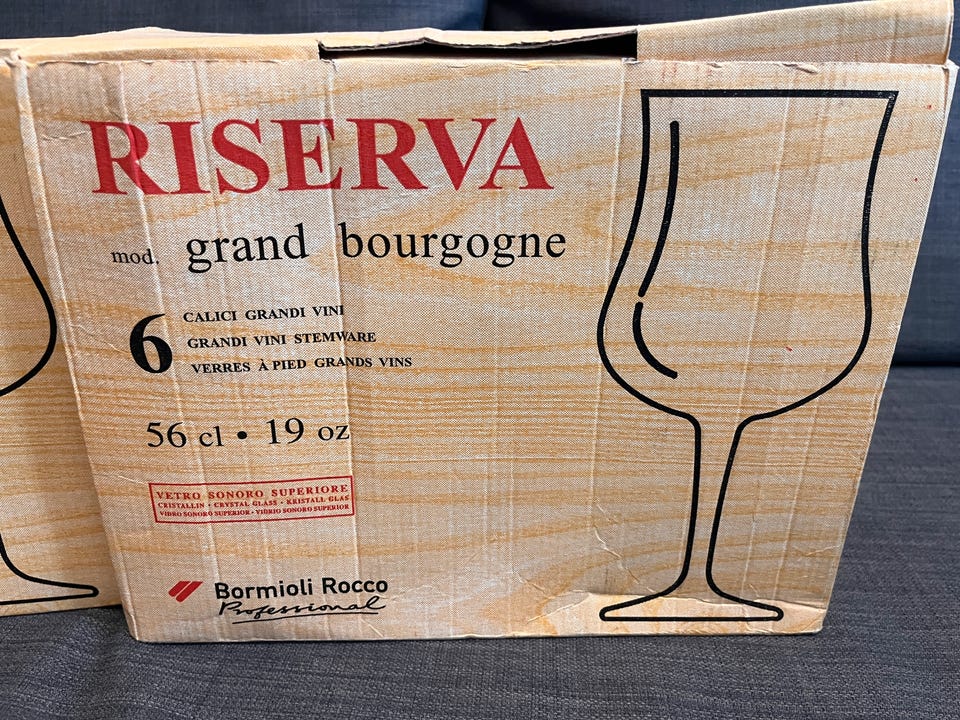 RISERVA
mod. grand bourgogne
6
CALICI GRANDI VINI
GRANDI VINI STEMWARE
VERRES À PIED GRANDS VINS
56 cl • 19 oz
VETRO SONORO SUPERIORE
CRISTALLIN • CRYSTAL GLASS • KRISTALL GLAS
VIDRO SONORO SUPERIOR • VIDRIO SONORO SUPERIOR
Bormioli Rocco
Professional